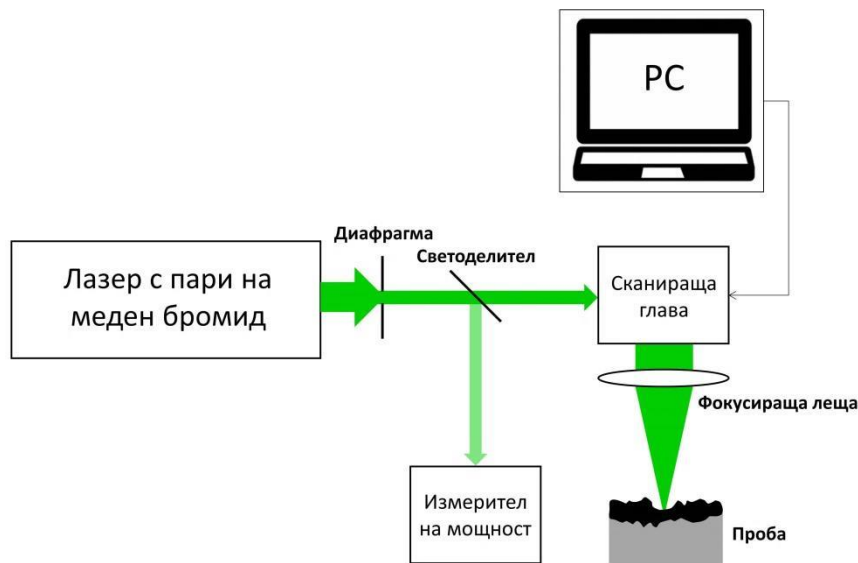 PC
Диафрагма
Светоделител
Лазер с пари на
меден бромид
Сканираща
глава
Фокусираща леща
Измерител
на мощност
Проба